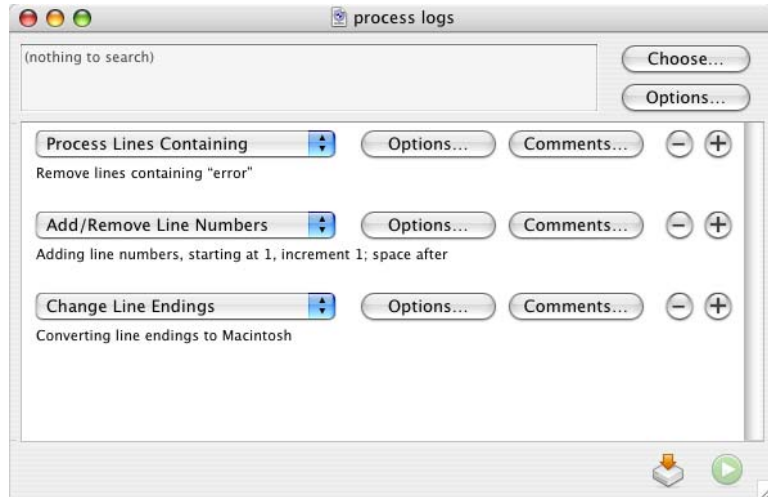 process logs
(nothing to search)
Choose...
Options...
Process Lines Containing
Options...
Comments...
Remove lines containing “error”
Add/Remove Line Numbers
Options...
Comments...
Adding line numbers, starting at 1, increment 1; space after
Change Line Endings
Options...
Comments...
Converting line endings to Macintosh